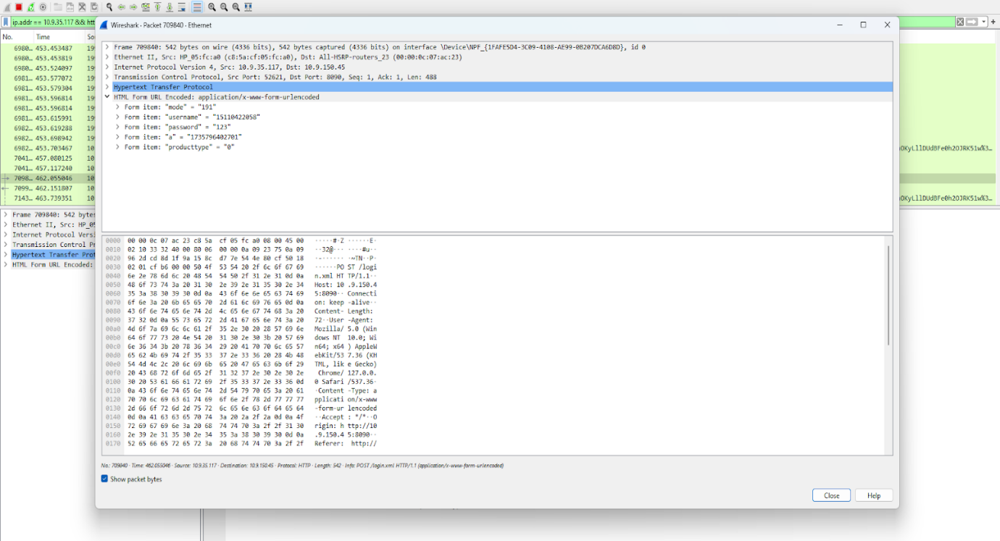 ip.addr == 10.9.35.117 && htt
Wireshark · Packet 709840 · Ethernet
No. Time So
6980… 453.453487 19
6980… 453.453819 19
6980… 453.524097 19
6981… 453.577072 19
6981… 453.579304 19
6981… 453.596814 19
6981… 453.596814 19
6981… 453.615991 19
6982… 453.619288 19
6982… 453.698942 19
6982… 453.703467 10
7041… 457.080125 10
7041… 457.117240 10
7098… 462.055046 10
7099… 462.151807 10
7143… 463.739351 10
Frame 709840: 542 bytes
Ethernet II, Src: HP_05
Internet Protocol Versi
Transmission Control Pr
Hypertext Transfer Prot
HTML Form URL Encoded:
Frame 709840: 542 bytes on wire (4336 bits), 542 bytes captured (4336 bits) on interface \Device\NPF_{1FAFE5D4-3C09-4108-AE99-0B207DCA6D8D}, id 0
Ethernet II, Src: HP_05:fc:a0 (c8:5a:cf:05:fc:a0), Dst: All-HSRP-routers_23 (00:00:0c:07:ac:23)
Internet Protocol Version 4, Src: 10.9.35.117, Dst: 10.9.150.45
Transmission Control Protocol, Src Port: 52621, Dst Port: 8090, Seq: 1, Ack: 1, Len: 488
Hypertext Transfer Protocol
HTML Form URL Encoded: application/x-www-form-urlencoded
Form item: "mode" = "191"
Form item: "username" = "15110422058"
Form item: "password" = "123"
Form item: "a" = "1735796402701"
Form item: "producttype" = "0"
0000 00 00 0c 07 ac 23 c8 5a cf 05 fc a0 08 00 45 00 ·····#·Z ······E·
0010 02 10 33 32 40 00 80 06 00 00 0a 09 23 75 0a 09 ··32@··· ····#u··
0020 96 2d cd 8d 1f 9a 15 8c d7 7e 54 4e 80 cf 50 18 ·-······ ·~TN··P·
0030 02 01 cf b6 00 00 50 4f 53 54 20 2f 6c 6f 67 69 ······PO ST /logi
0040 6e 2e 78 6d 6c 20 48 54 54 50 2f 31 2e 31 0d 0a n.xml HT TP/1.1··
0050 48 6f 73 74 3a 20 31 30 2e 39 2e 31 35 30 2e 34 Host: 10 .9.150.4
0060 35 3a 38 30 39 30 0d 0a 43 6f 6e 6e 65 63 74 69 5:8090·· Connecti
0070 6f 6e 3a 20 6b 65 65 70 2d 61 6c 69 76 65 0d 0a on: keep -alive··
0080 43 6f 6e 74 65 6e 74 2d 4c 65 6e 67 74 68 3a 20 Content- Length:
0090 37 32 0d 0a 55 73 65 72 2d 41 67 65 6e 74 3a 20 72··User -Agent:
00a0 4d 6f 7a 69 6c 6c 61 2f 35 2e 30 20 28 57 69 6e Mozilla/ 5.0 (Win
00b0 64 6f 77 73 20 4e 54 20 31 30 2e 30 3b 20 57 69 dows NT 10.0; Wi
00c0 6e 36 34 3b 20 78 36 34 29 20 41 70 70 6c 65 57 n64; x64 ) AppleW
00d0 65 62 4b 69 74 2f 35 33 37 2e 33 36 20 28 4b 48 ebKit/53 7.36 (KH
00e0 54 4d 4c 2c 20 6c 69 6b 65 20 47 65 63 6b 6f 29 TML, lik e Gecko)
00f0 20 43 68 72 6f 6d 65 2f 31 32 37 2e 30 2e 30 2e Chrome/ 127.0.0.
0100 30 20 53 61 66 61 72 69 2f 35 33 37 2e 33 36 0d 0 Safari /537.36·
0110 0a 43 6f 6e 74 65 6e 74 2d 54 79 70 65 3a 20 61 ·Content -Type: a
0120 70 70 6c 69 63 61 74 69 6f 6e 2f 78 2d 77 77 77 pplicati on/x-www
0130 2d 66 6f 72 6d 2d 75 72 6c 65 6e 63 6f 64 65 64 -form-ur lencoded
0140 0d 0a 41 63 63 65 70 74 3a 20 2a 2f 2a 0d 0a 4f ··Accept : */*··O
0150 72 69 67 69 6e 3a 20 68 74 74 70 3a 2f 2f 31 30 rigin: h ttp://10
0160 2e 39 2e 31 35 30 2e 34 35 3a 38 30 39 30 0d 0a .9.150.4 5:8090··
0170 52 65 66 65 72 65 72 3a 20 68 74 74 70 3a 2f 2f Referer: http://
No.: 709840 · Time: 462.055046 · Source: 10.9.35.117 · Destination: 10.9.150.45 · Protocol: HTTP · Length: 542 · Info: POST /login.xml HTTP/1.1 (application/x-www-form-urlencoded)
Show packet bytes
Close
Help